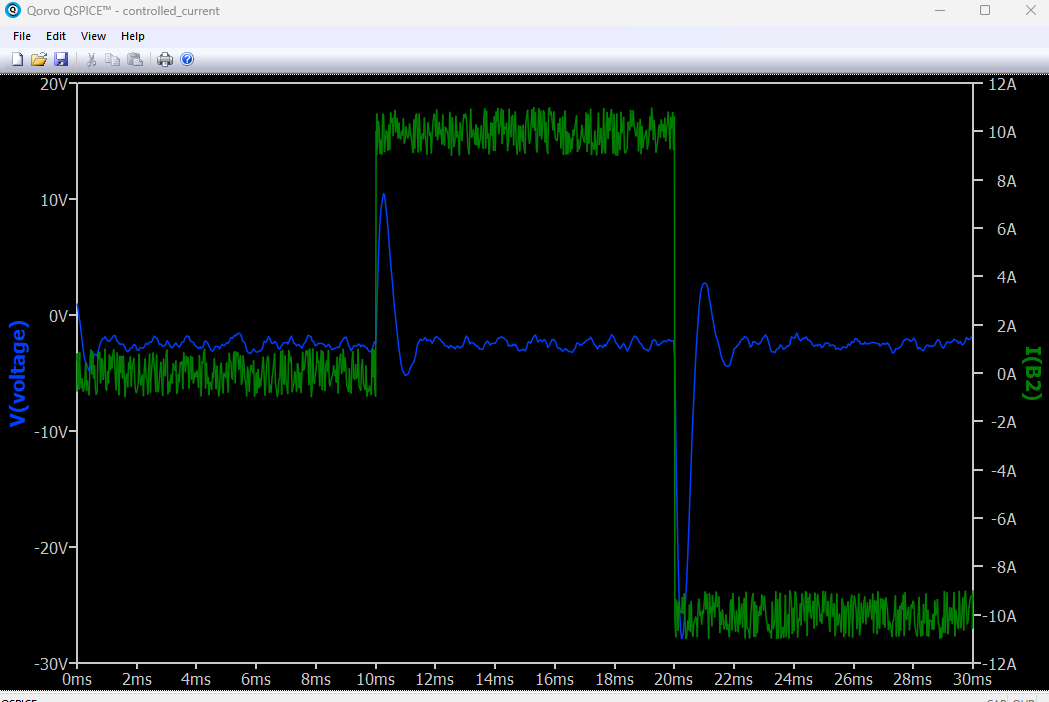 Qorvo QSPICE™ - controlled_current
File Edit View Help
20V
10V
0V
-10V
-20V
-30V
V(voltage)
12A
10A
8A
6A
4A
2A
0A
-2A
-4A
-6A
-8A
-10A
-12A
I(B2)
0ms 2ms 4ms 6ms 8ms 10ms 12ms 14ms 16ms 18ms 20ms 22ms 24ms 26ms 28ms 30ms
QSPICE